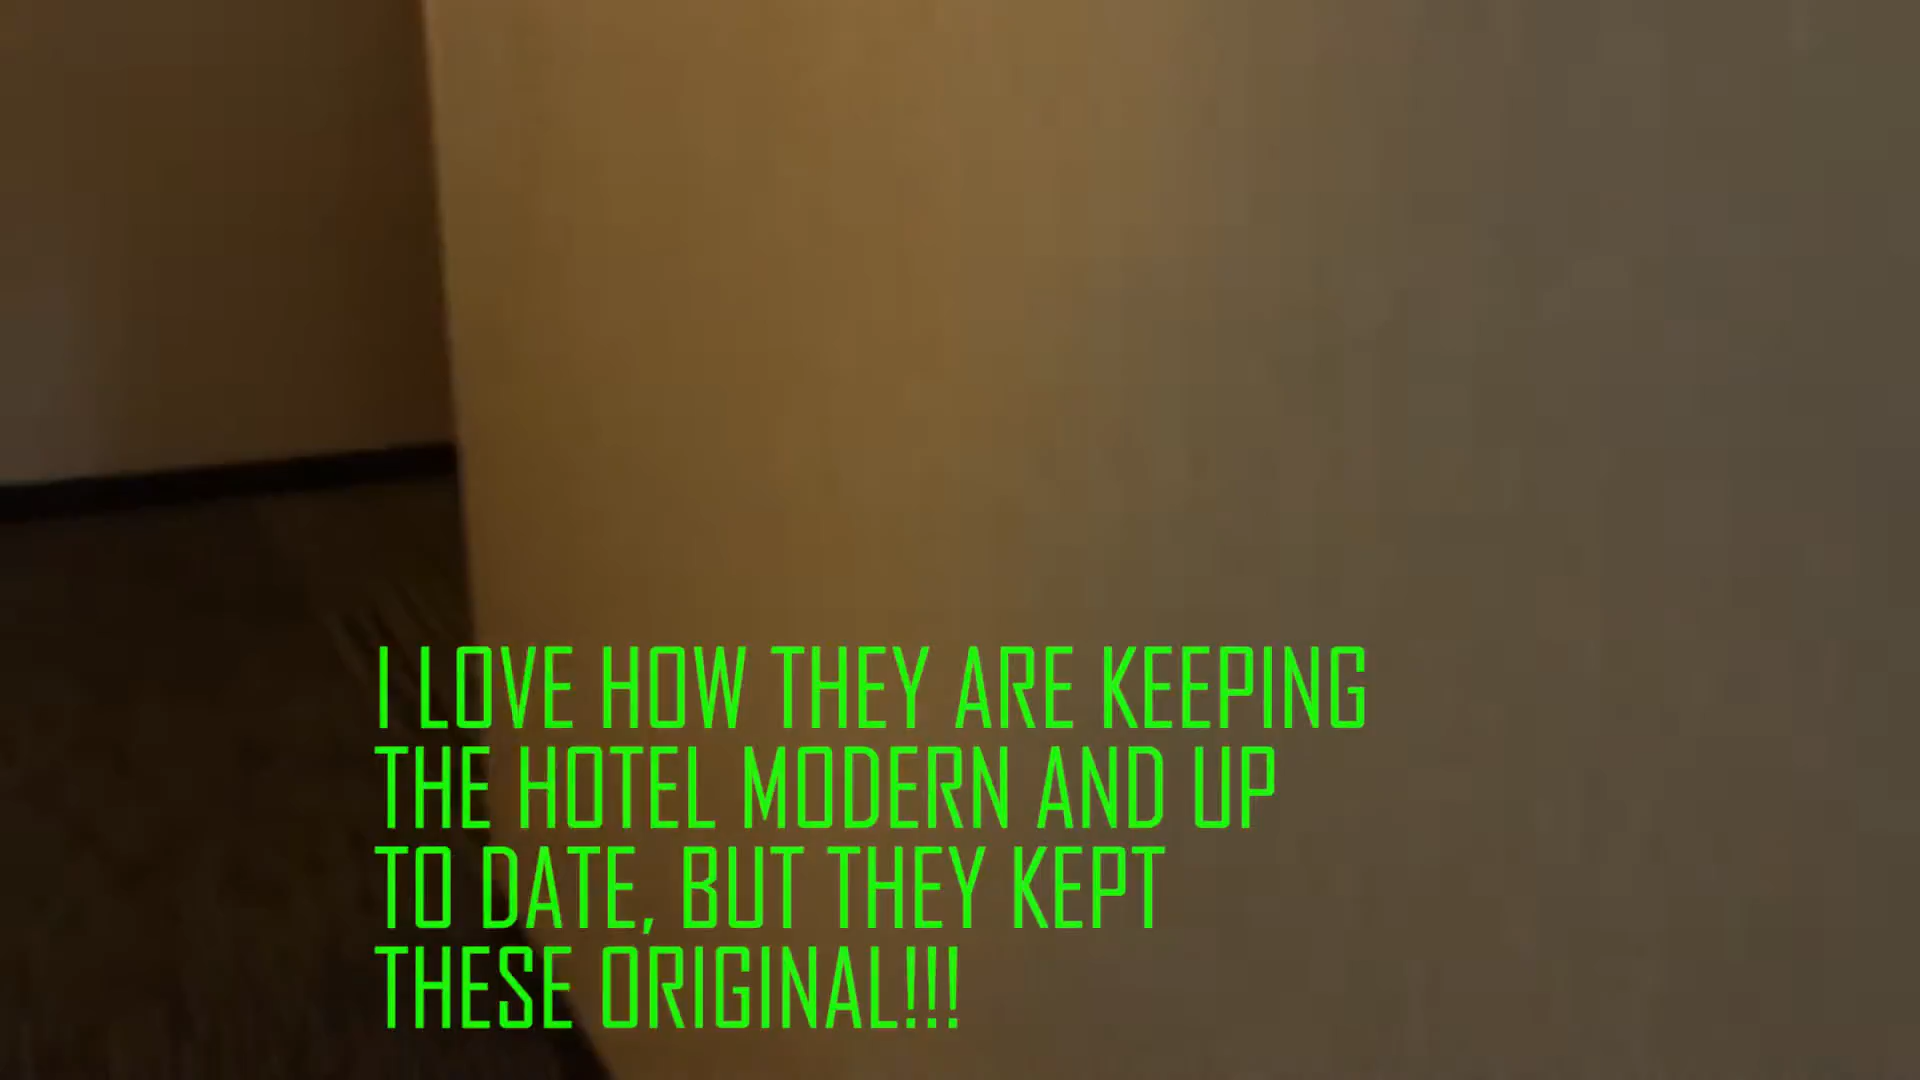 I LOVE HOW THEY ARE KEEPING
THE HOTEL MODERN AND UP
TO DATE, BUT THEY KEPT
THESE ORIGINAL!!!